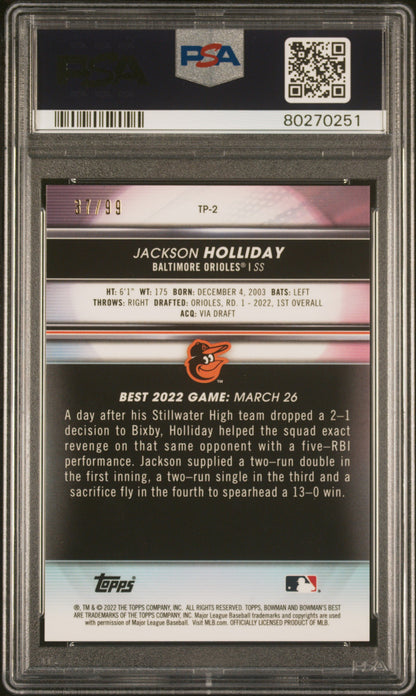 PSA
PSA
80270251
37/99
TP-2
JACKSON HOLLIDAY
BALTIMORE ORIOLES® | SS
HT: 6'1" WT: 175 BORN: DECEMBER 4, 2003 BATS: LEFT
THROWS: RIGHT DRAFTED: ORIOLES, RD. 1 - 2022, 1ST OVERALL
ACQ: VIA DRAFT
TM
BEST 2022 GAME: MARCH 26
A day after his Stillwater High team dropped a 2–1
decision to Bixby, Holliday helped the squad exact
revenge on that same opponent with a five–RBI
performance. Jackson supplied a two–run double in
the first inning, a two–run single in the third and a
sacrifice fly in the fourth to spearhead a 13–0 win.
Topps
®, TM & © 2022 THE TOPPS COMPANY, INC. ALL RIGHTS RESERVED. TOPPS, BOWMAN AND BOWMAN'S BEST
ARE TRADEMARKS OF THE TOPPS COMPANY, INC. Major League Baseball trademarks and copyrights are used
with permission of Major League Baseball. Visit MLB.com. OFFICIALLY LICENSED PRODUCT OF MLB.
PSA